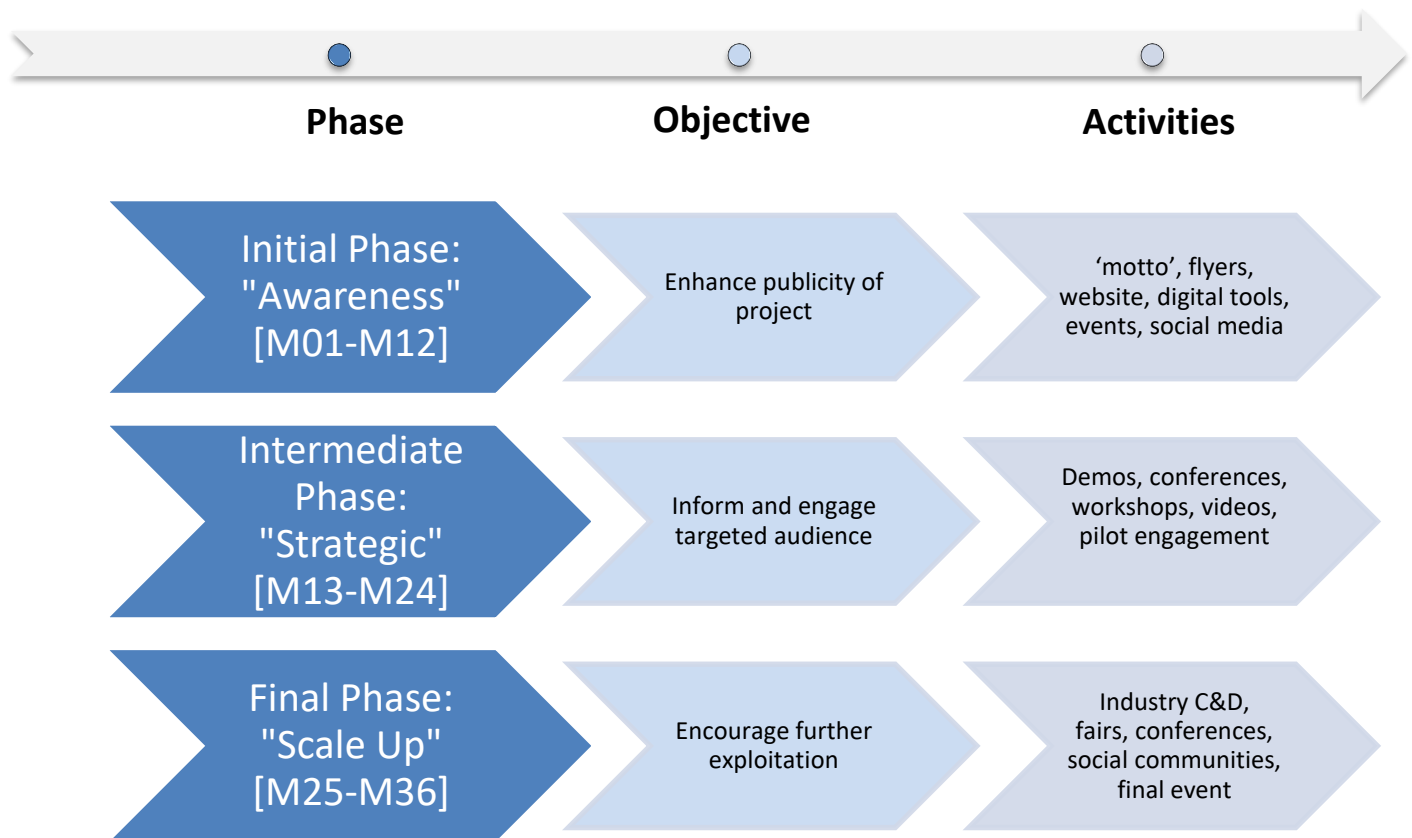 Phase
Objective
Activities
Initial Phase:
"Awareness"
[M01-M12]
Enhance publicity of
project
‘motto’, flyers,
website, digital tools,
events, social media
Intermediate
Phase:
"Strategic"
[M13-M24]
Inform and engage
targeted audience
Demos, conferences,
workshops, videos,
pilot engagement
Final Phase:
"Scale Up"
[M25-M36]
Encourage further
exploitation
Industry C&D,
fairs, conferences,
social communities,
final event